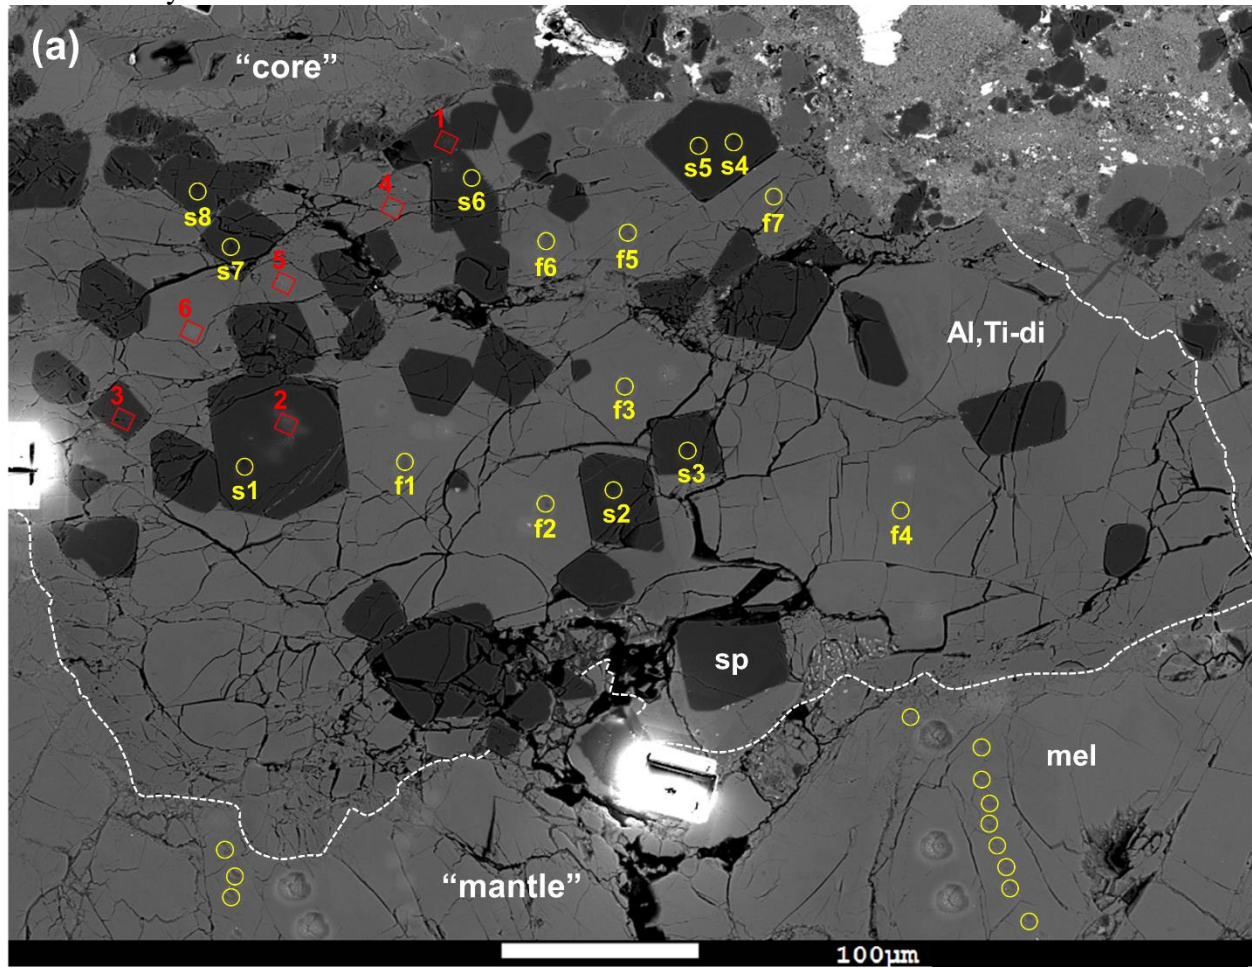 (a)
"core"
1
s5
s4
4
s6
s8
f7
s7
f6
f5
5
6
Al,Ti-di
3
2
f3
s1
f1
s3
f2
s2
f4
sp
mel
"mantle"
100µm